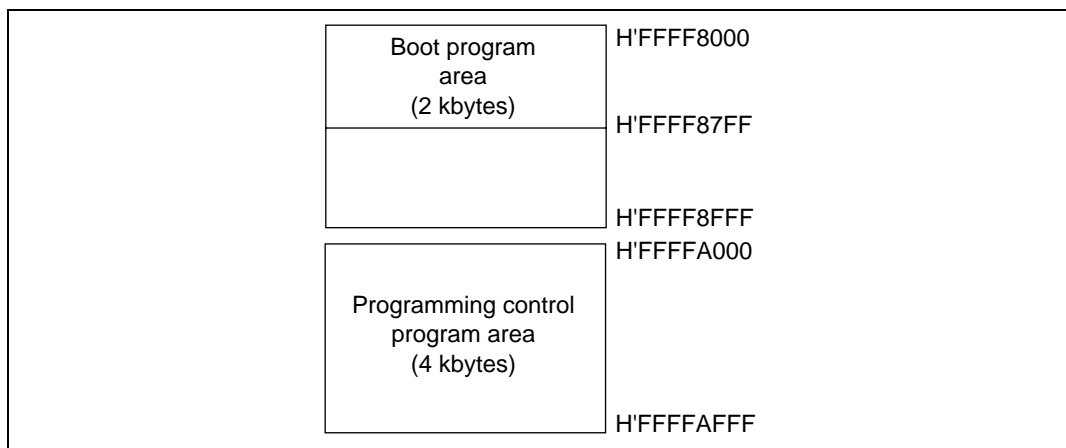 Boot program
area
(2 kbytes)
H'FFFF8000
H'FFFF87FF
H'FFFF8FFF
H'FFFFA000
Programming control
program area
(4 kbytes)
H'FFFFAFFF